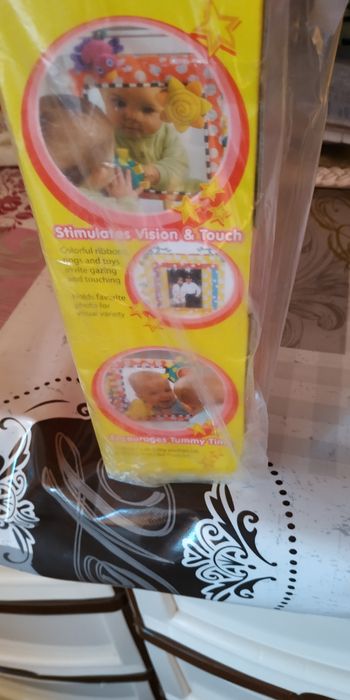 Stimulates Vision & Touch
Colorful ribbons,
rings and toys
invite gazing
and touching
Holds favorite
photo for
visual variety
Encourages Tummy Time